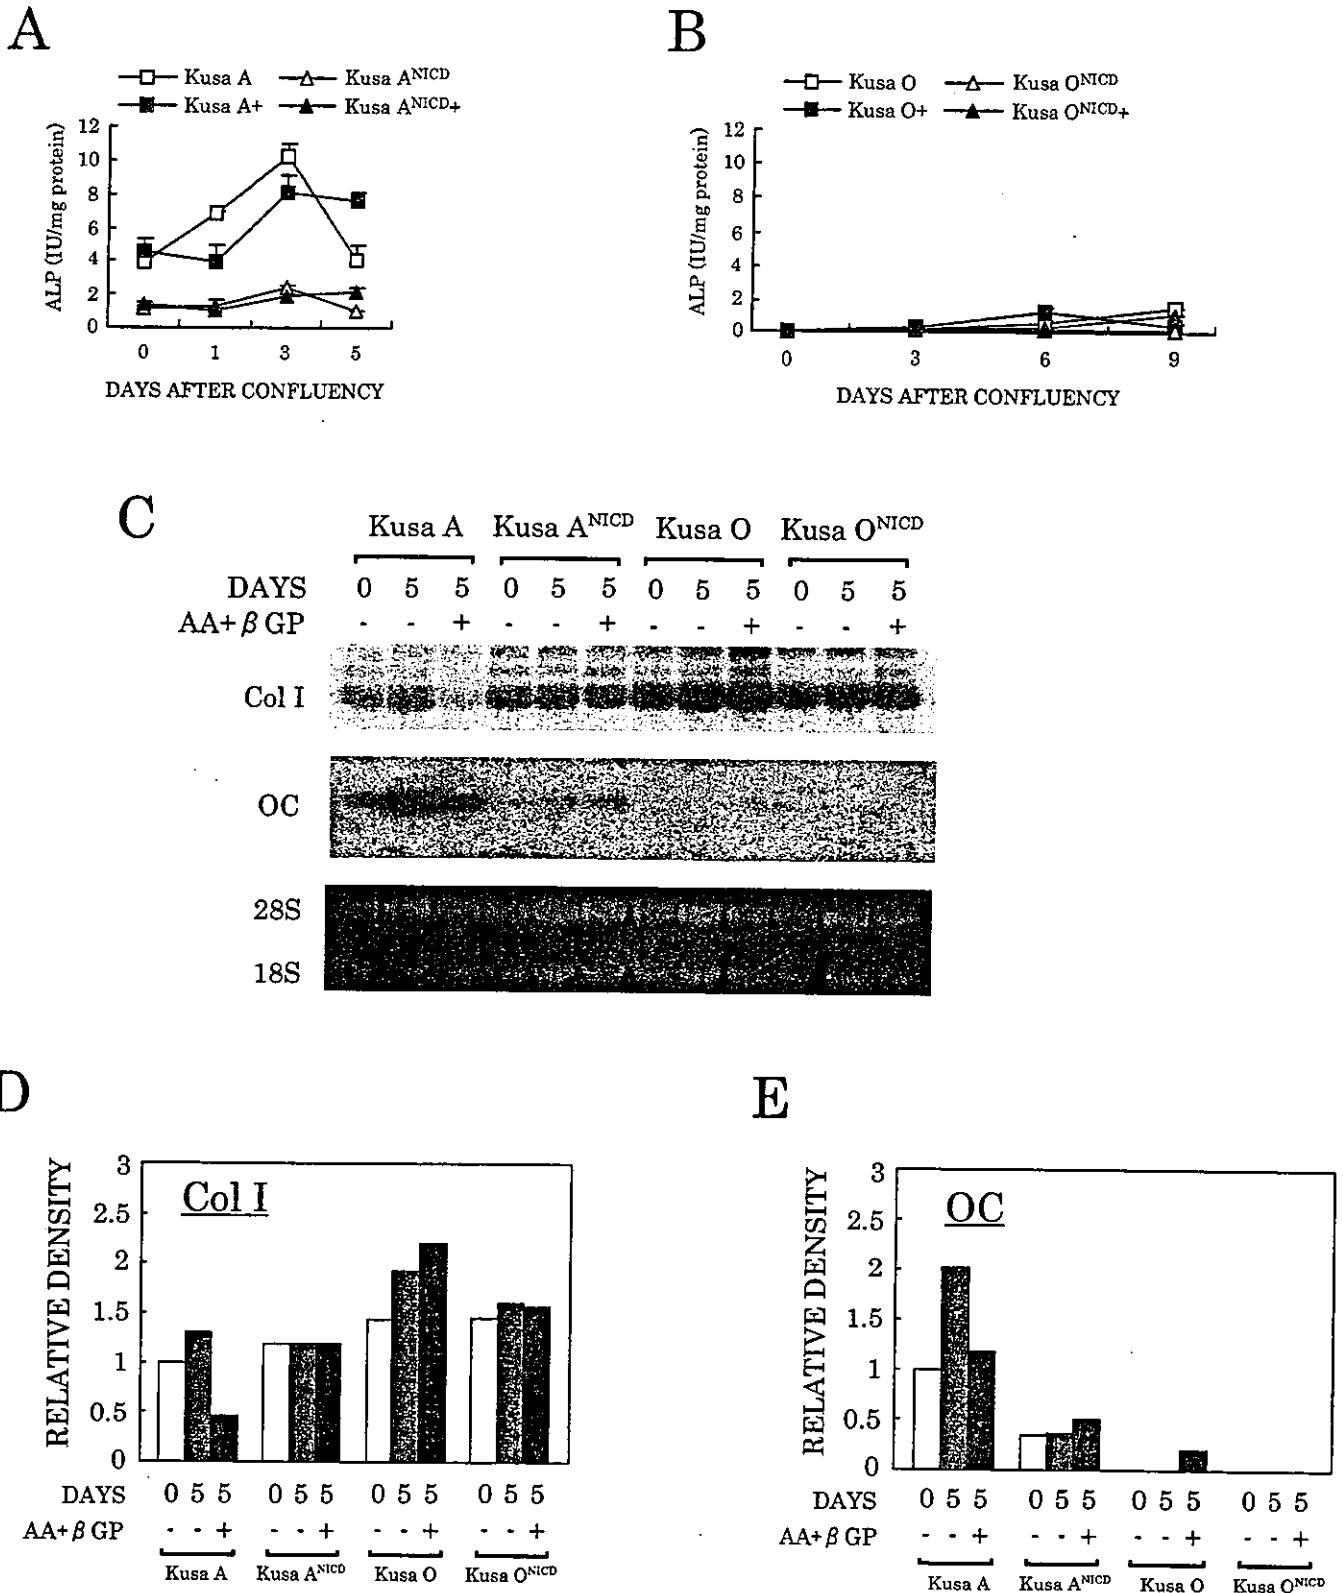 A
Kusa A Kusa A^NICD
Kusa A+ Kusa A^NICD+
12
10
8
6
4
2
0
ALP (IU/mg protein)
0 1 3 5
DAYS AFTER CONFLUENCY
B
Kusa O Kusa O^NICD
Kusa O+ Kusa O^NICD+
12
10
8
6
4
2
0
ALP (IU/mg protein)
0 3 6 9
DAYS AFTER CONFLUENCY
C
Kusa A Kusa A^NICD Kusa O Kusa O^NICD
DAYS 0 5 5 0 5 5 0 5 5 0 5 5
AA+β GP - - + - - + - - + - - +
Col I
OC
28S
18S
D
Col I
3
2.5
2
1.5
1
0.5
0
RELATIVE DENSITY
DAYS 0 5 5 0 5 5 0 5 5 0 5 5
AA+β GP - - + - - + - - + - - +
Kusa A Kusa A^NICD Kusa O Kusa O^NICD
E
OC
3
2.5
2
1.5
1
0.5
0
RELATIVE DENSITY
DAYS 0 5 5 0 5 5 0 5 5 0 5 5
AA+β GP - - + - - + - - + - - +
Kusa A Kusa A^NICD Kusa O Kusa O^NICD